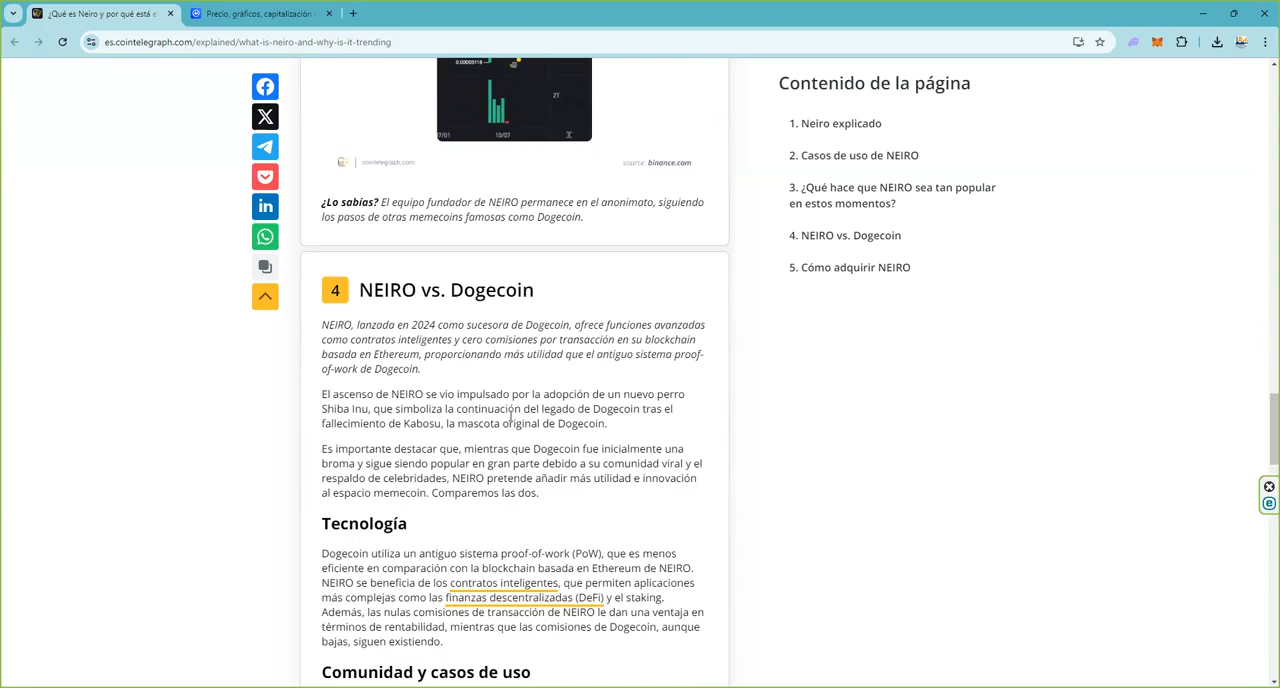 ¿Qué es Neiro y por qué está e
Precio, gráficos, capitalización
es.cointelegraph.com/explained/what-is-neiro-and-why-is-it-trending
0.00003116
2T
7/01
10/07
cointelegraph.com
source: binance.com
¿Lo sabías? El equipo fundador de NEIRO permanece en el anonimato, siguiendo
los pasos de otras memecoins famosas como Dogecoin.
4
NEIRO vs. Dogecoin
NEIRO, lanzada en 2024 como sucesora de Dogecoin, ofrece funciones avanzadas
como contratos inteligentes y cero comisiones por transacción en su blockchain
basada en Ethereum, proporcionando más utilidad que el antiguo sistema proof-
of-work de Dogecoin.
El ascenso de NEIRO se vio impulsado por la adopción de un nuevo perro
Shiba Inu, que simboliza la continuación del legado de Dogecoin tras el
fallecimiento de Kabosu, la mascota original de Dogecoin.
Es importante destacar que, mientras que Dogecoin fue inicialmente una
broma y sigue siendo popular en gran parte debido a su comunidad viral y el
respaldo de celebridades, NEIRO pretende añadir más utilidad e innovación
al espacio memecoin. Comparemos las dos.
Tecnología
Dogecoin utiliza un antiguo sistema proof-of-work (PoW), que es menos
eficiente en comparación con la blockchain basada en Ethereum de NEIRO.
NEIRO se beneficia de los contratos inteligentes, que permiten aplicaciones
más complejas como las finanzas descentralizadas (DeFi) y el staking.
Además, las nulas comisiones de transacción de NEIRO le dan una ventaja en
términos de rentabilidad, mientras que las comisiones de Dogecoin, aunque
bajas, siguen existiendo.
Comunidad y casos de uso
Contenido de la página
1. Neiro explicado
2. Casos de uso de NEIRO
3. ¿Qué hace que NEIRO sea tan popular
en estos momentos?
4. NEIRO vs. Dogecoin
5. Cómo adquirir NEIRO